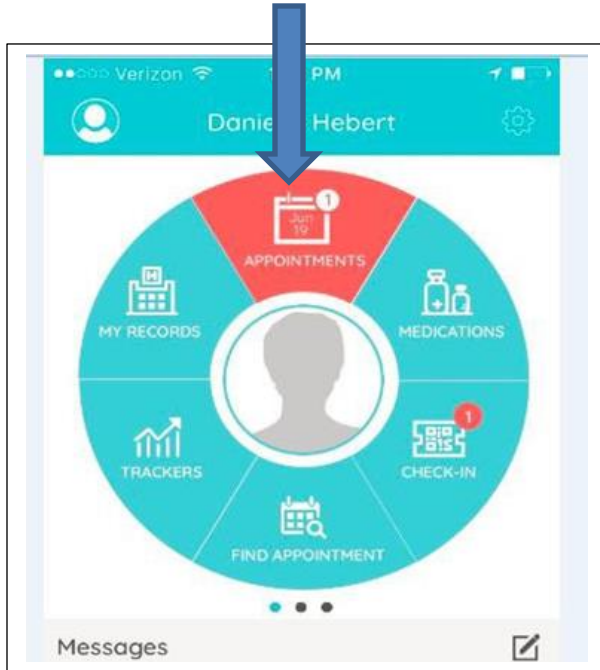 Verizon PM
Hebert
1
Jun
19
APPOINTMENTS
MY RECORDS
MEDICATIONS
1
TRACKERS
CHECK-IN
FIND APPOINTMENT
Messages